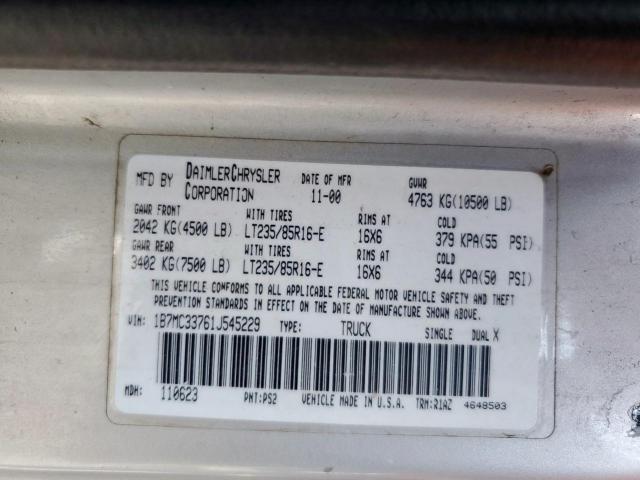 MFD BY DAIMLERCHRYSLER CORPORATION DATE OF MFR 11-00 GVWR 4763 KG(10500 LB)
GAWR FRONT WITH TIRES RIMS AT COLD
2042 KG(4500 LB) LT235/85R16-E 16X6 379 KPA(55 PSI)
GAWR REAR WITH TIRES RIMS AT COLD
3402 KG(7500 LB) LT235/85R16-E 16X6 344 KPA(50 PSI)
THIS VEHICLE CONFORMS TO ALL APPLICABLE FEDERAL MOTOR VEHICLE SAFETY AND THEFT
PREVENTION STANDARDS IN EFFECT ON THE DATE OF MANUFACTURE SHOWN ABOVE.
VIN: 1B7MC33761J545229 TYPE: TRUCK SINGLE DUAL X
MDH: 110623 PNT:PS2 VEHICLE MADE IN U.S.A. TRM:R1AZ 4648503